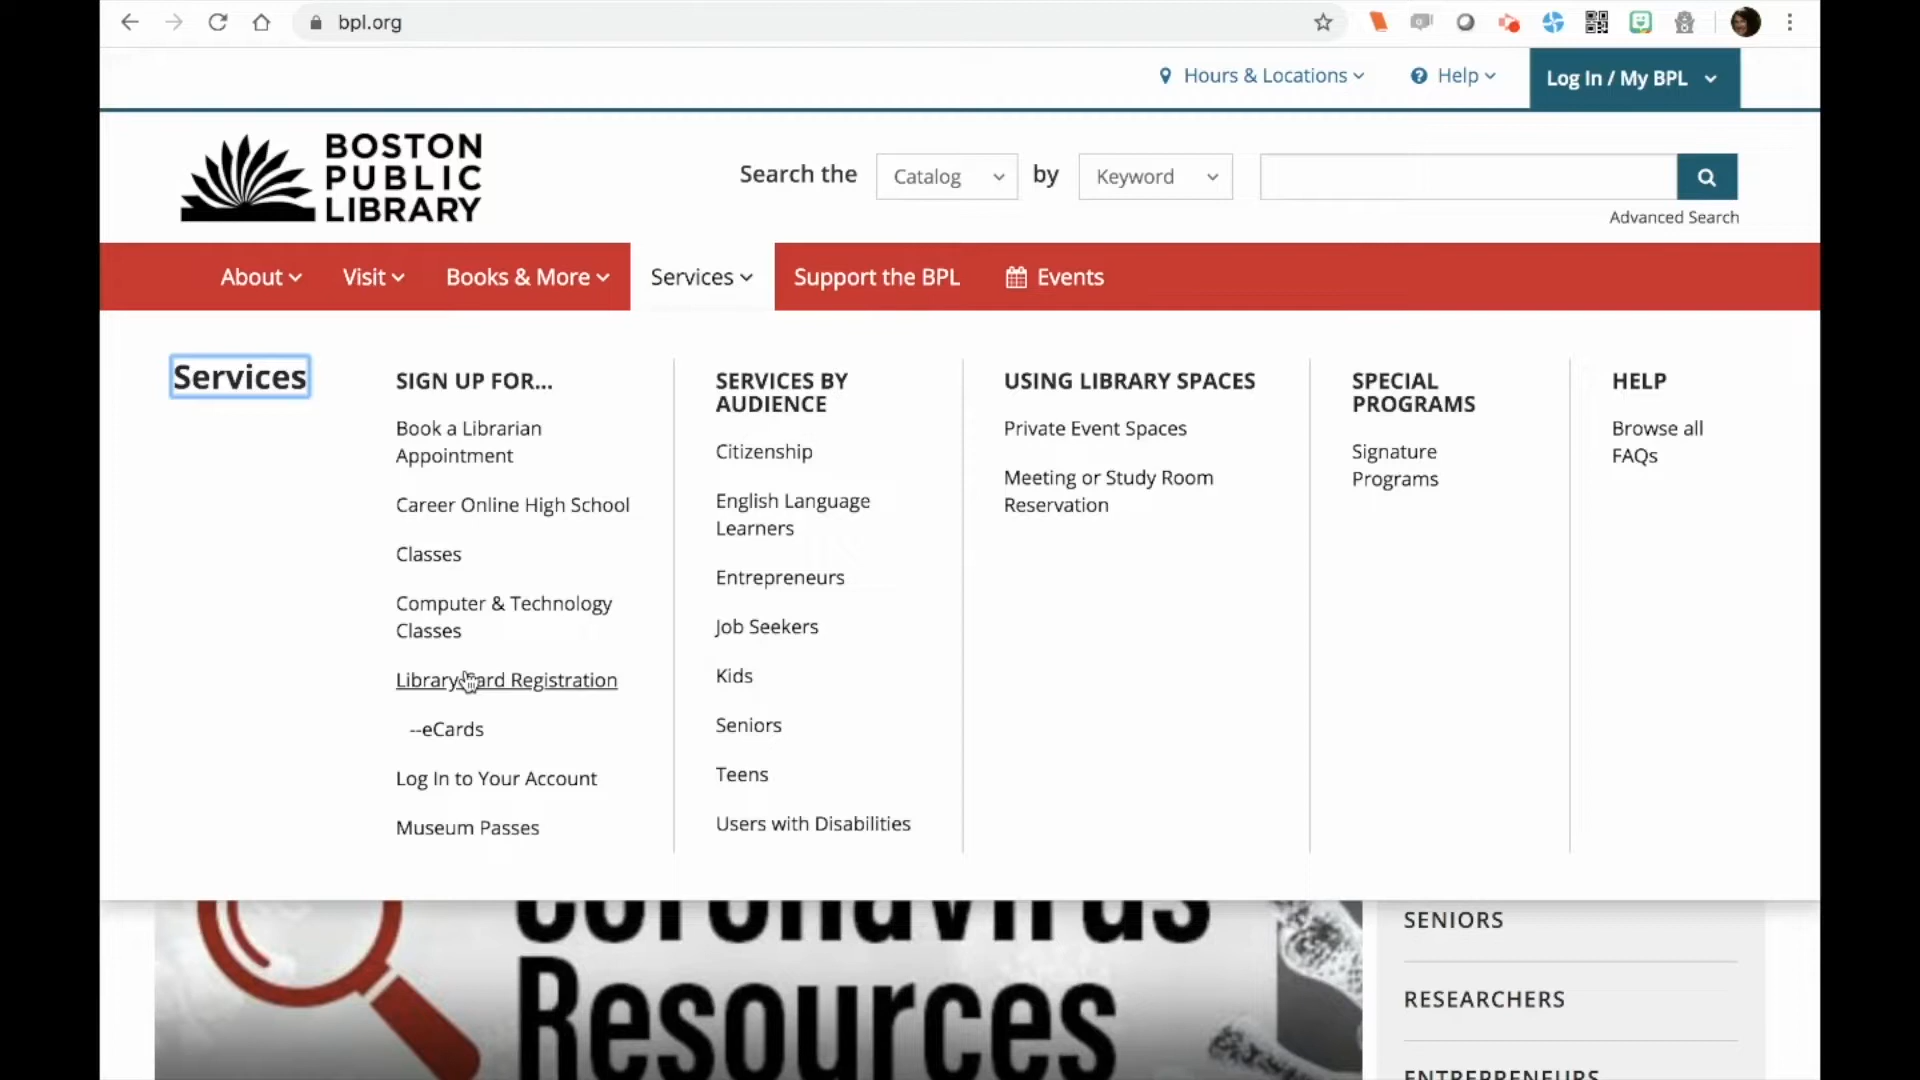 bpl.org
Hours & Locations
Help
Log In / My BPL
BOSTON
PUBLIC
LIBRARY
Search the
Catalog
by
Keyword
Advanced Search
About
Visit
Books & More
Services
Support the BPL
Events
Services
SIGN UP FOR...
Book a Librarian
Appointment
Career Online High School
Classes
Computer & Technology
Classes
Library Card Registration
--eCards
Log In to Your Account
Museum Passes
SERVICES BY
AUDIENCE
Citizenship
English Language
Learners
Entrepreneurs
Job Seekers
Kids
Seniors
Teens
Users with Disabilities
USING LIBRARY SPACES
Private Event Spaces
Meeting or Study Room
Reservation
SPECIAL
PROGRAMS
Signature
Programs
HELP
Browse all
FAQs
Coronavirus
Resources
SENIORS
RESEARCHERS
ENTREPRENEURS